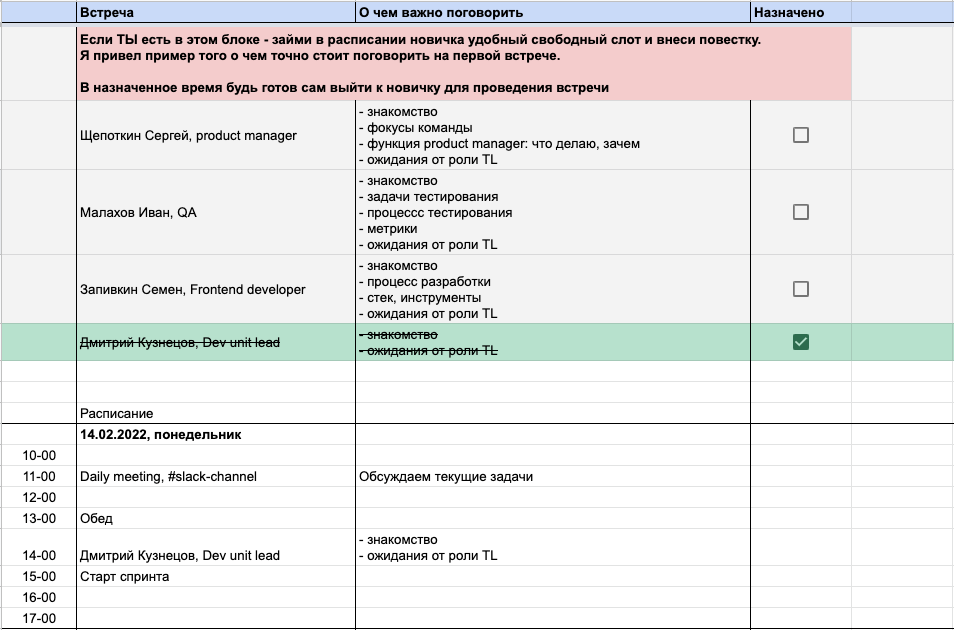 Встреча О чем важно поговорить Назначено
Если ТЫ есть в этом блоке - займи в расписании новичка удобный свободный слот и внеси повестку.
Я привел пример того о чем точно стоит поговорить на первой встрече.
В назначенное время будь готов сам выйти к новичку для проведения встречи
Щепоткин Сергей, product manager
- знакомство
- фокусы команды
- функция product manager: что делаю, зачем
- ожидания от роли TL
Малахов Иван, QA
- знакомство
- задачи тестирования
- процессс тестирования
- метрики
- ожидания от роли TL
Запивкин Семен, Frontend developer
- знакомство
- процесс разработки
- стек, инструменты
- ожидания от роли TL
Дмитрий Кузнецов, Dev unit lead
- знакомство
- ожидания от роли TL
Расписание
14.02.2022, понедельник
10-00
11-00 Daily meeting, #slack-channel Обсуждаем текущие задачи
12-00
13-00 Обед
14-00 Дмитрий Кузнецов, Dev unit lead
- знакомство
- ожидания от роли TL
15-00 Старт спринта
16-00
17-00